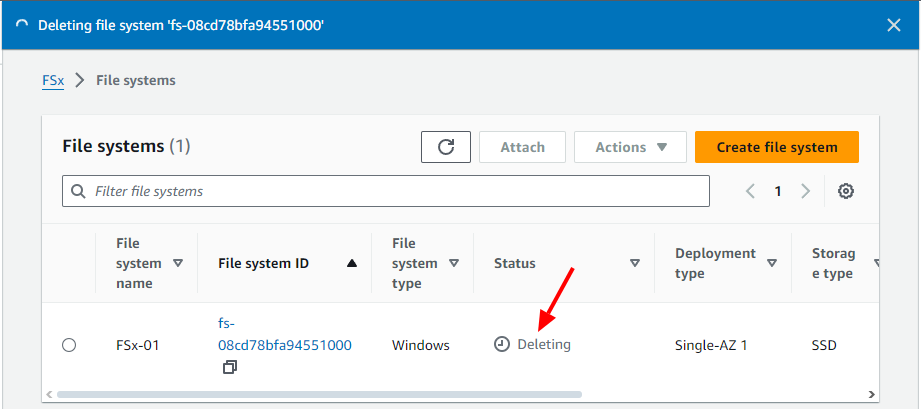 Deleting file system 'fs-08cd78bfa94551000'
FSx > File systems
File systems (1)
Attach
Actions
Create file system
Filter file systems
1
File
system
name
File system ID
File
system
type
Status
Deployment
type
Storag
e type
FSx-01
fs-
08cd78bfa94551000
Windows
Deleting
Single-AZ 1
SSD